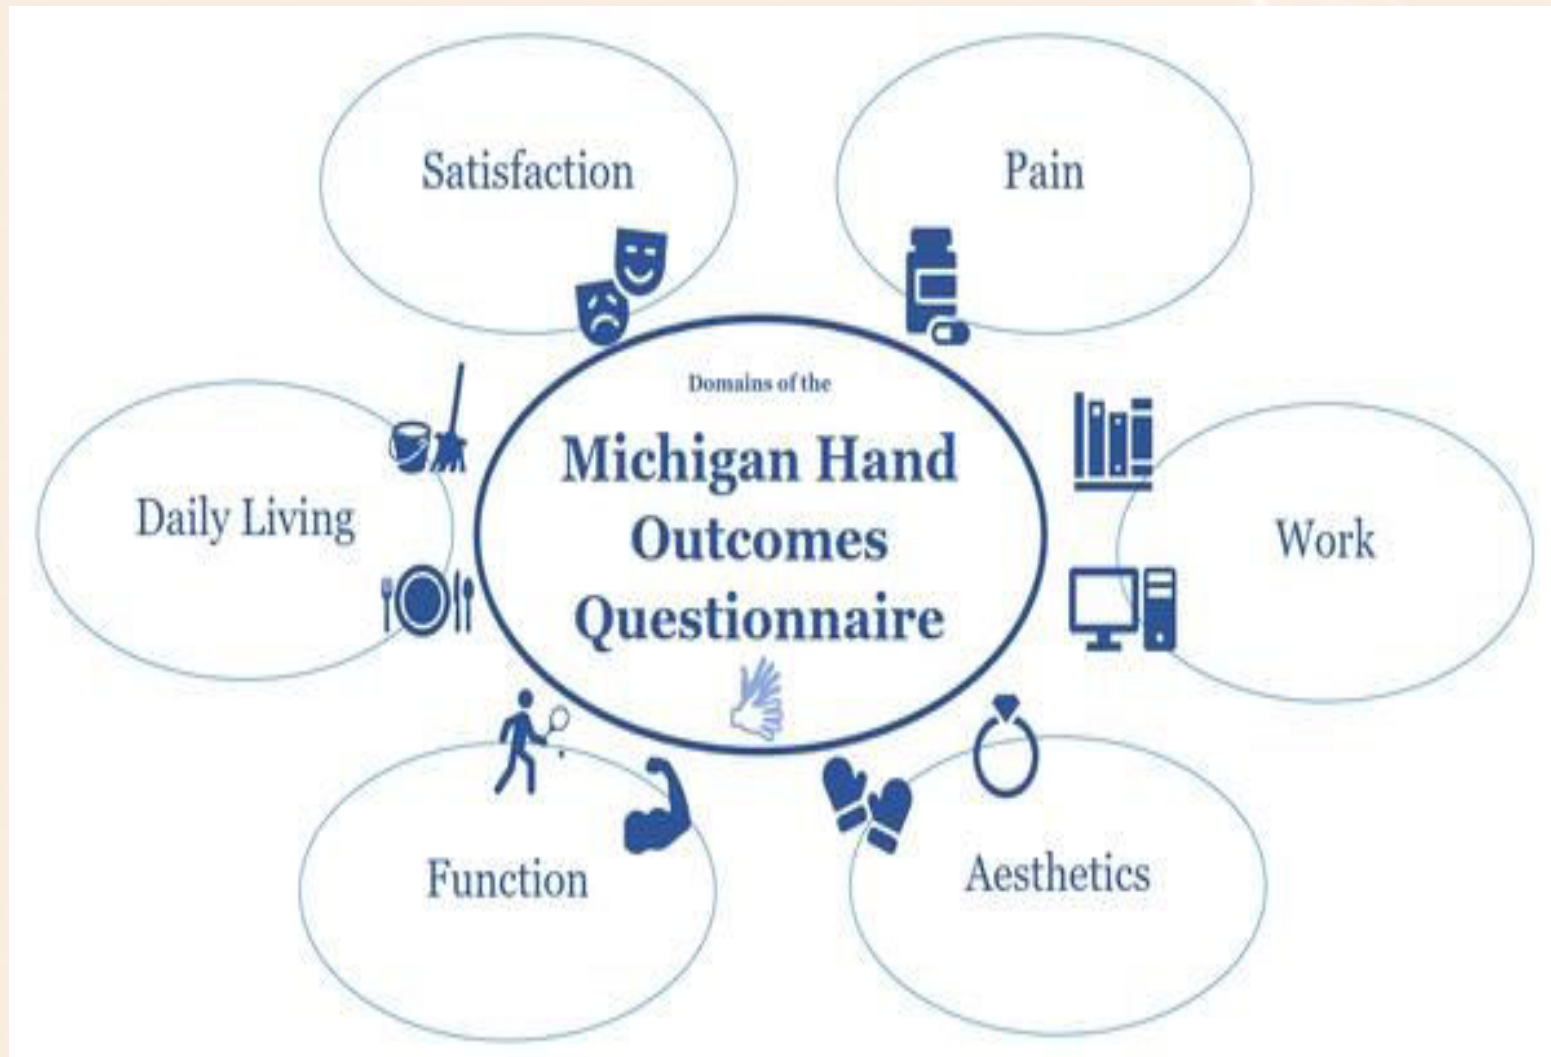 Satisfaction
Pain
Domains of the
Michigan Hand
Outcomes
Questionnaire
Daily Living
Work
Function
Aesthetics